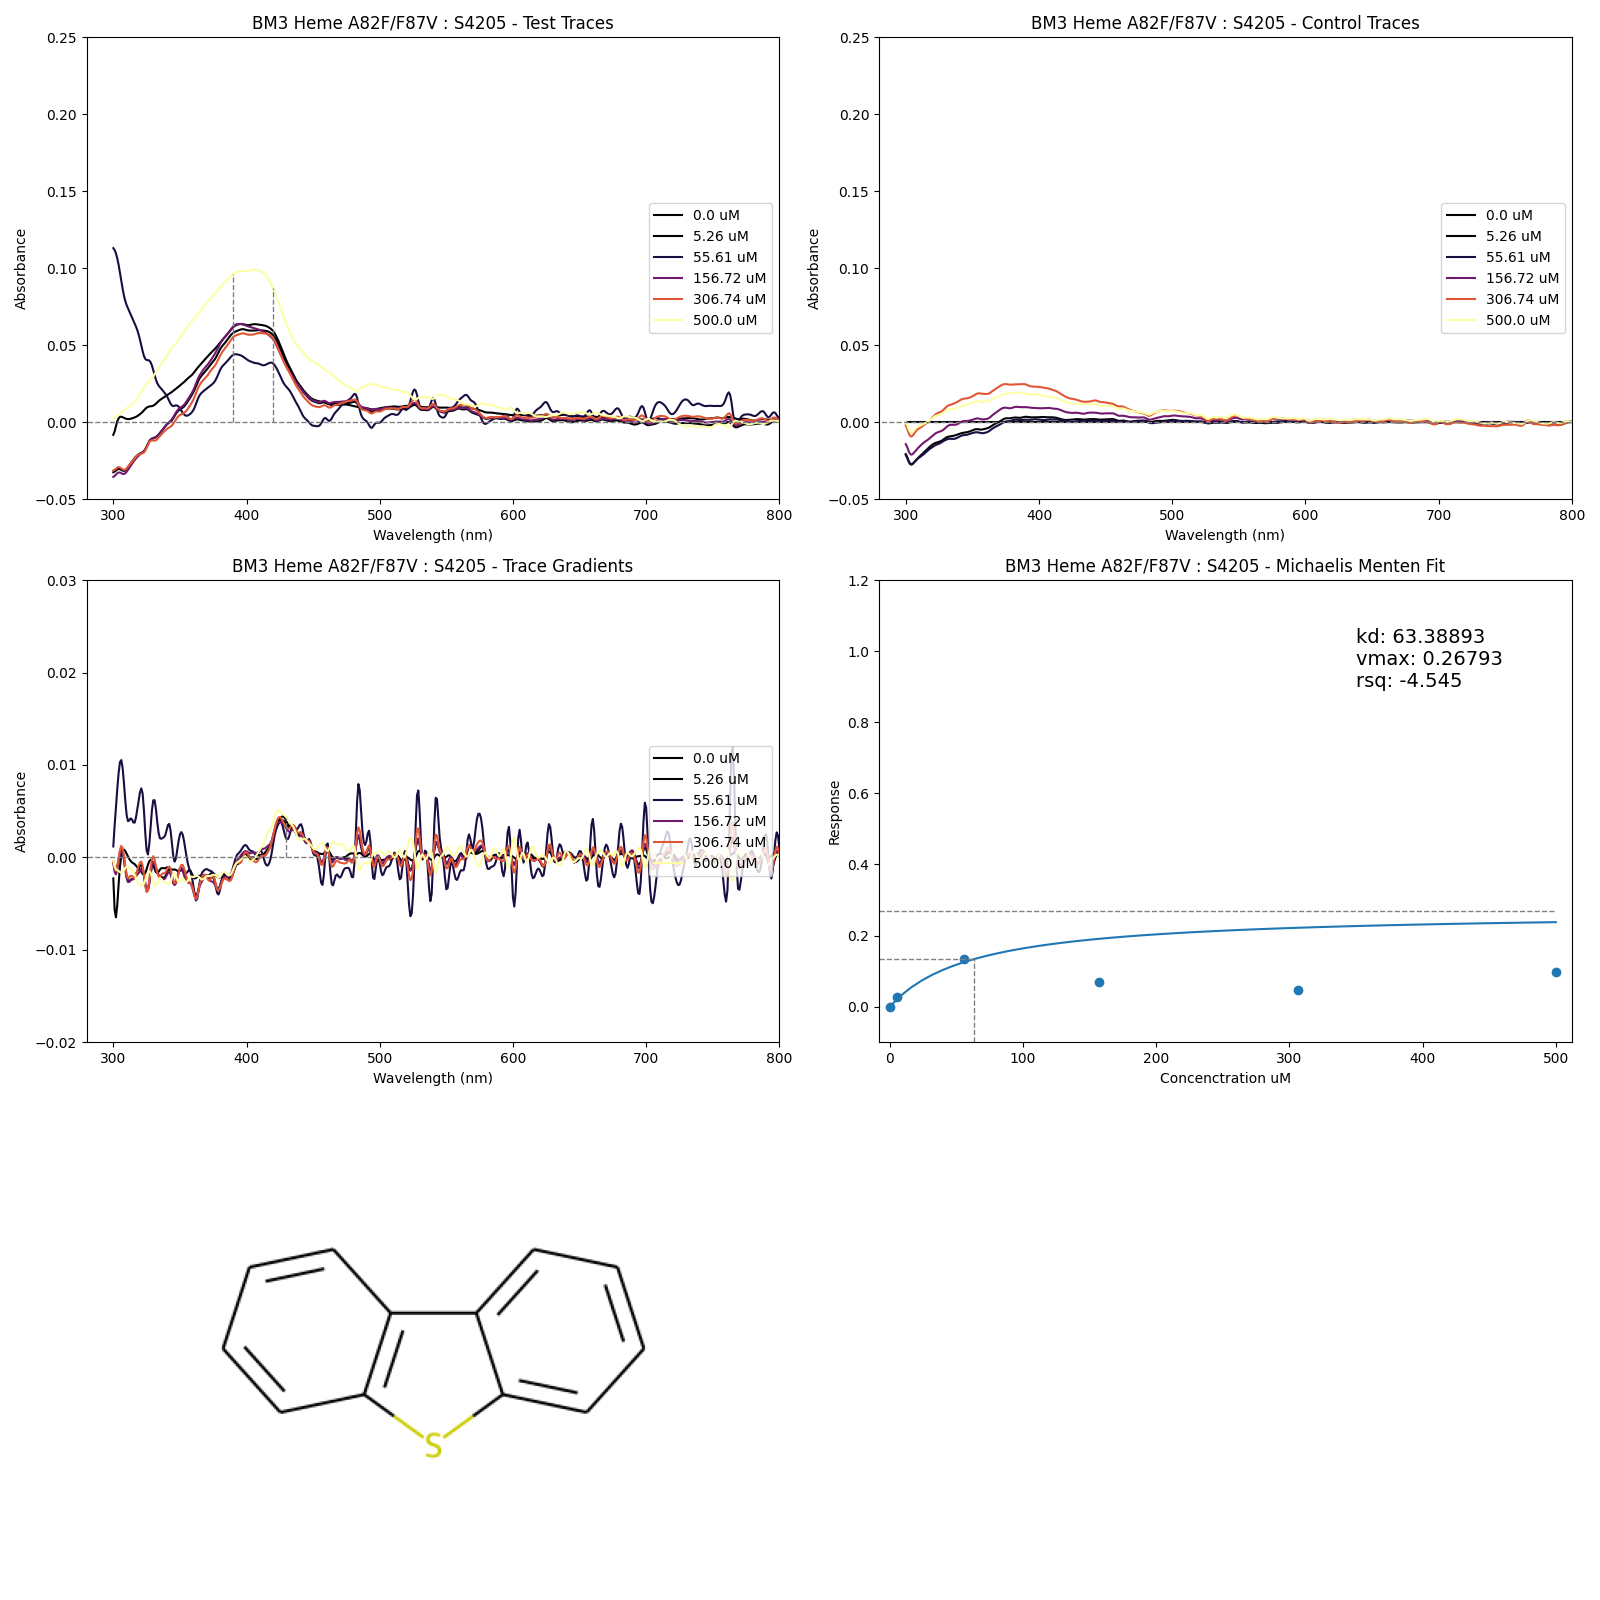 BM3 Heme A82F/F87V : S4205 - Test Traces
0.25
0.20
0.15
0.10
0.05
0.00
−0.05
Absorbance
300 400 500 600 700 800
Wavelength (nm)
0.0 uM
5.26 uM
55.61 uM
156.72 uM
306.74 uM
500.0 uM
BM3 Heme A82F/F87V : S4205 - Control Traces
0.25
0.20
0.15
0.10
0.05
0.00
−0.05
Absorbance
300 400 500 600 700 800
Wavelength (nm)
0.0 uM
5.26 uM
55.61 uM
156.72 uM
306.74 uM
500.0 uM
BM3 Heme A82F/F87V : S4205 - Trace Gradients
0.03
0.02
0.01
0.00
−0.01
−0.02
Absorbance
300 400 500 600 700 800
Wavelength (nm)
0.0 uM
5.26 uM
55.61 uM
156.72 uM
306.74 uM
500.0 uM
BM3 Heme A82F/F87V : S4205 - Michaelis Menten Fit
1.2
1.0
0.8
0.6
0.4
0.2
0.0
Response
kd: 63.38893
vmax: 0.26793
rsq: -4.545
0 100 200 300 400 500
Concenctration uM
S